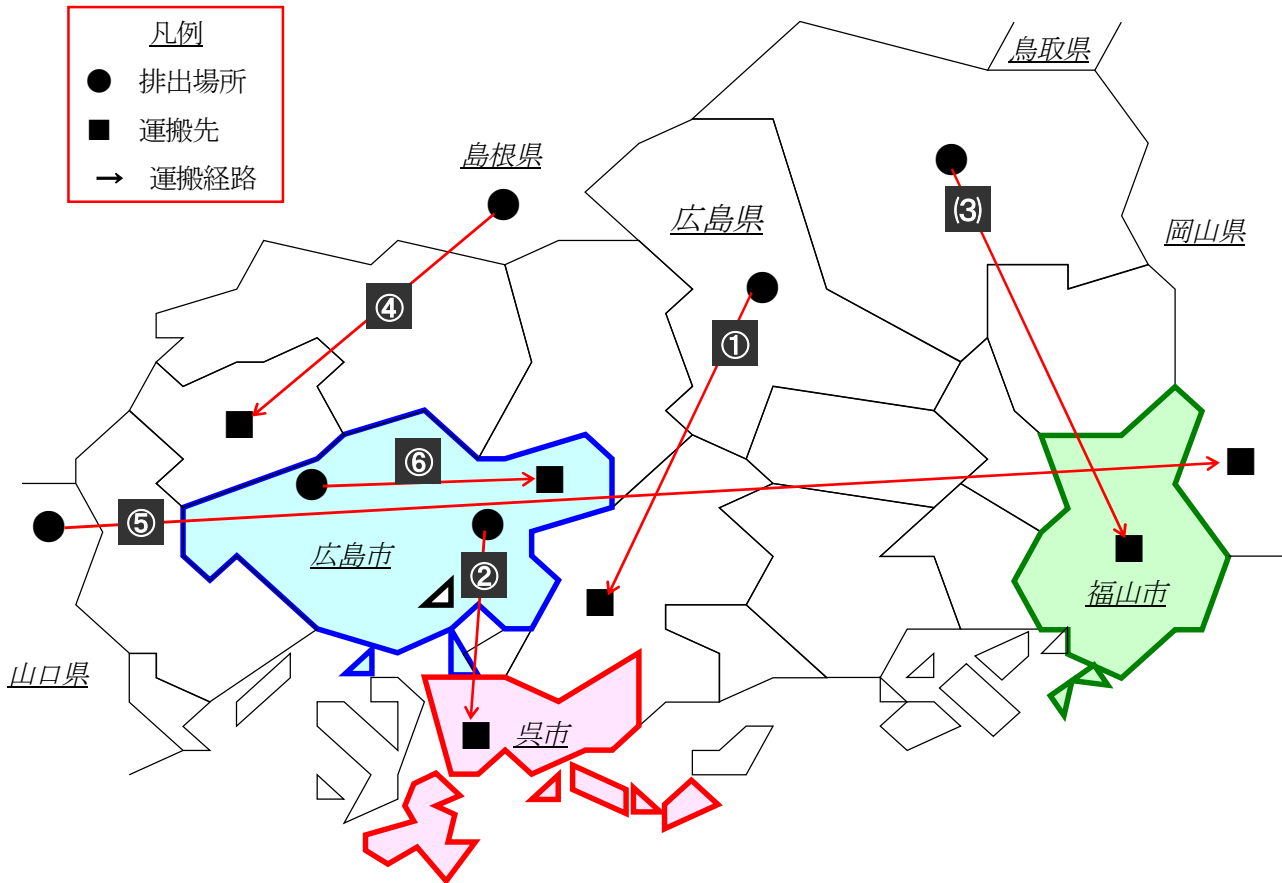 凡例
排出場所
運搬先
→ 運搬経路
鳥取県
島根県
広島県
⑶
岡山県
④
①
⑥
⑤
広島市
②
福山市
山口県
呉市